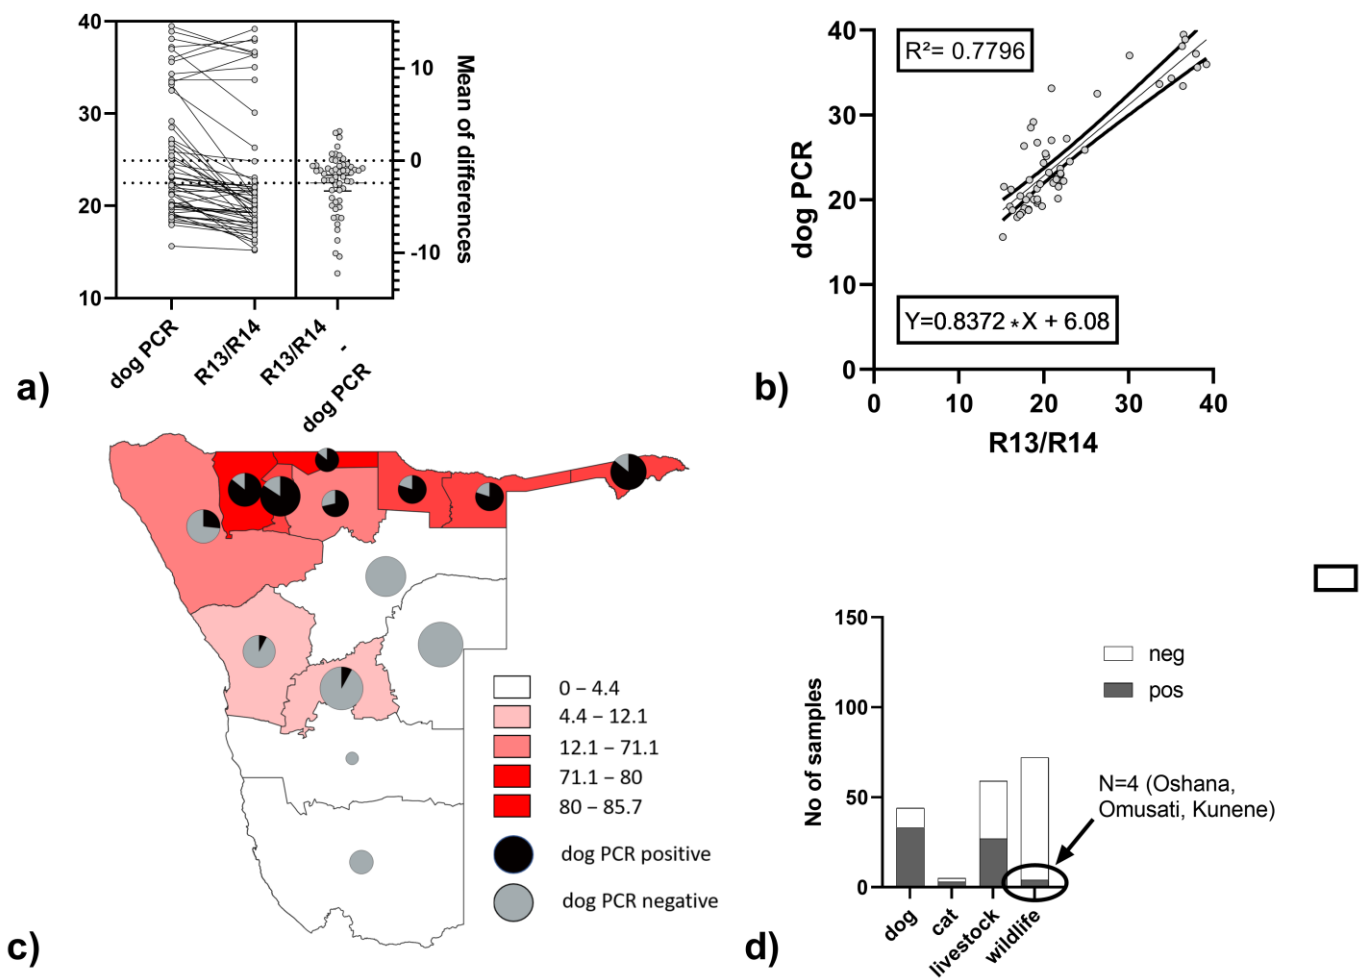 40
30
20
10
10
0
-10
Mean of differences
dog PCR
R13/R14
R13/R14
-
dog PCR
a)
40
30
20
10
0
dog PCR
R²= 0.7796
Y=0.8372 *X + 6.08
0 10 20 30 40
R13/R14
b)
0 – 4.4
4.4 – 12.1
12.1 – 71.1
71.1 – 80
80 – 85.7
dog PCR positive
dog PCR negative
c)
150
100
50
0
No of samples
neg
pos
N=4 (Oshana,
Omusati, Kunene)
dog
cat
livestock
wildlife
d)